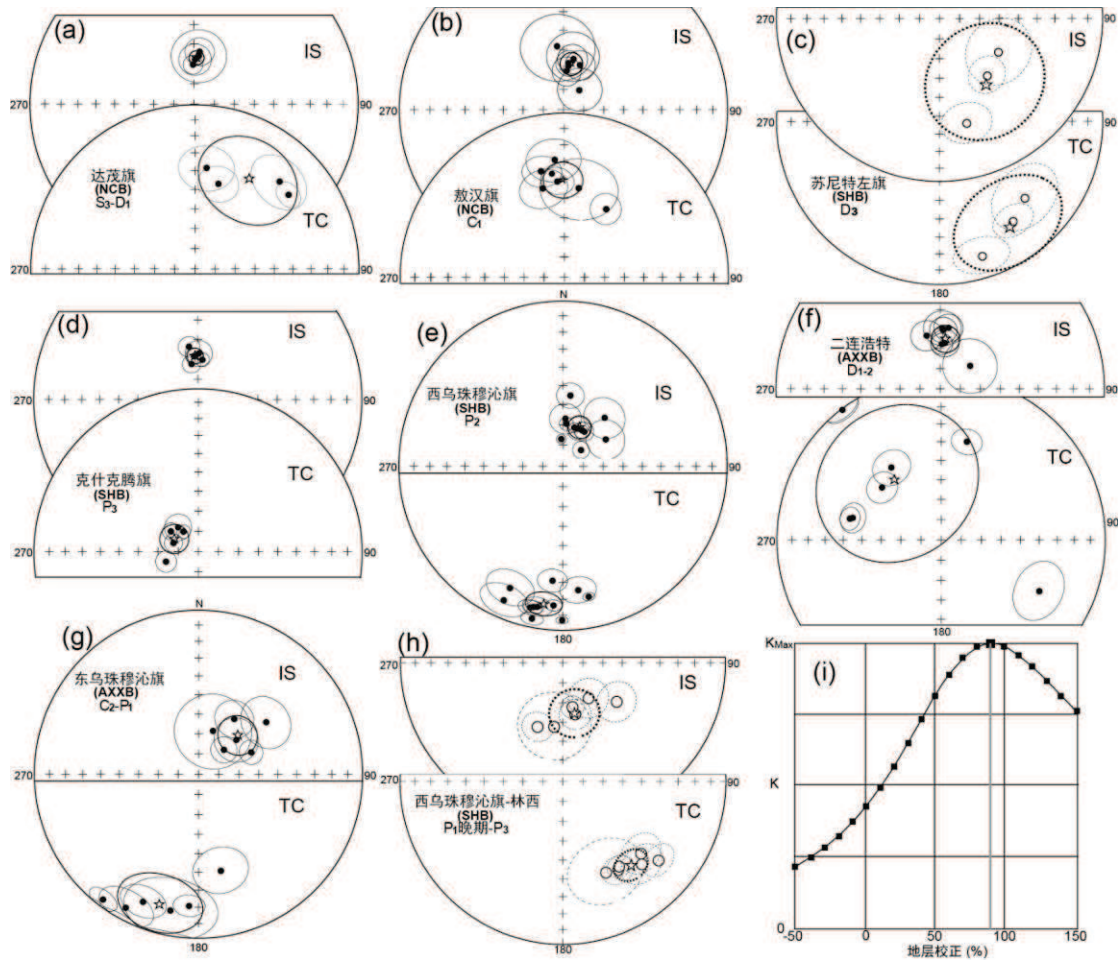 (a)
IS
270
90
达茂旗
(NCB)
S3-D1
TC
270
90
(b)
IS
270
90
敖汉旗
(NCB)
C1
TC
270
90
(c)
270
90
IS
270
90
TC
苏尼特左旗
(SHB)
D3
180
(d)
IS
270
90
克什克腾旗
(SHB)
P3
TC
270
90
N
(e)
IS
西乌珠穆沁旗
(SHB)
P2
270
90
TC
180
(f)
IS
二连浩特
(AXXB)
D1-2
270
90
TC
270
90
180
N
(g)
IS
东乌珠穆沁旗
(AXXB)
C2-P1
270
90
TC
180
(h)
270
90
IS
270
90
西乌珠穆沁旗-林西
(SHB)
P1晚期-P3
TC
180
(i)
KMax
K
0
-50
0
50
100
150
地层校正 (%)